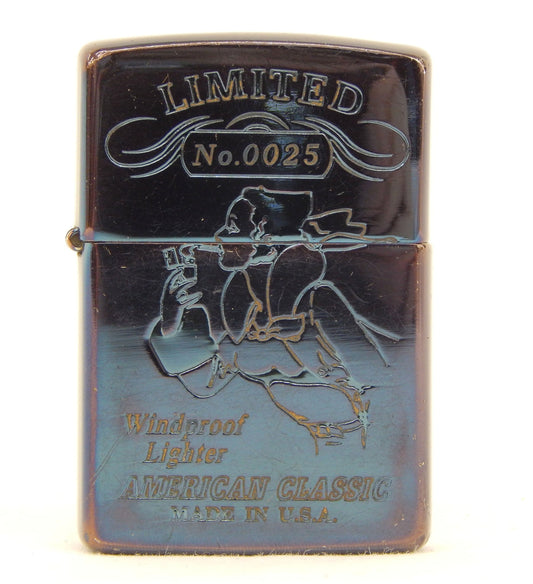 LIMITED
No.0025
Windproof
Lighter
AMERICAN CLASSIC
MADE IN U.S.A.